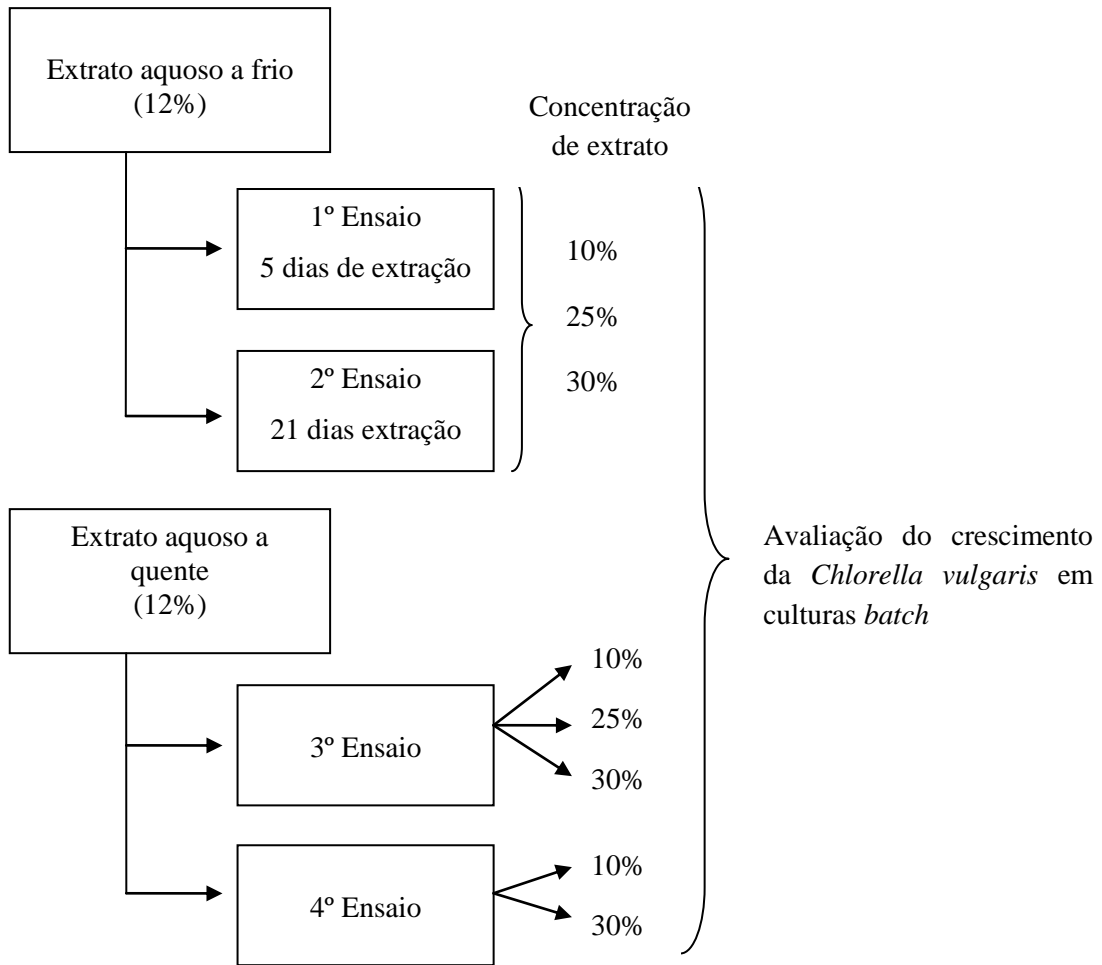 Extrato aquoso a frio
(12%)
Concentração
de extrato
1º Ensaio
5 dias de extração
10%
25%
30%
2º Ensaio
21 dias extração
Extrato aquoso a
quente
(12%)
Avaliação do crescimento
da Chlorella vulgaris em
culturas batch
3º Ensaio
10%
25%
30%
4º Ensaio
10%
30%